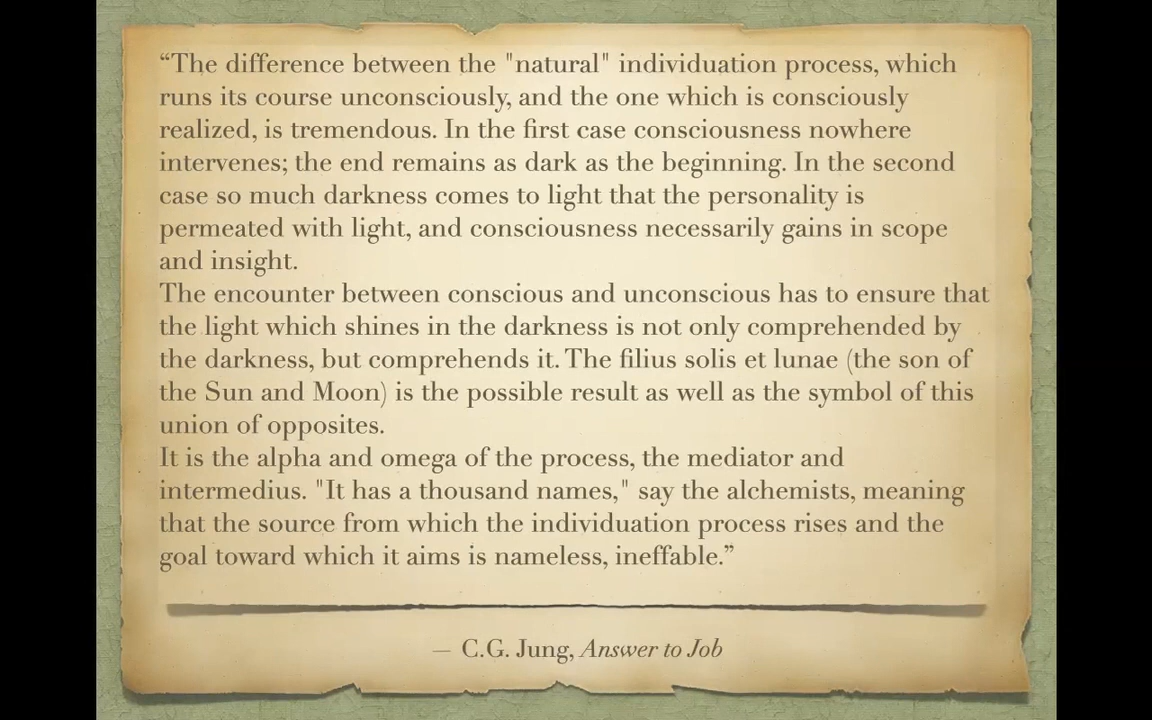 “The difference between the "natural" individuation process, which
runs its course unconsciously, and the one which is consciously
realized, is tremendous. In the first case consciousness nowhere
intervenes; the end remains as dark as the beginning. In the second
case so much darkness comes to light that the personality is
permeated with light, and consciousness necessarily gains in scope
and insight.
The encounter between conscious and unconscious has to ensure that
the light which shines in the darkness is not only comprehended by
the darkness, but comprehends it. The filius solis et lunae (the son of
the Sun and Moon) is the possible result as well as the symbol of this
union of opposites.
It is the alpha and omega of the process, the mediator and
intermedius. "It has a thousand names," say the alchemists, meaning
that the source from which the individuation process rises and the
goal toward which it aims is nameless, ineffable.”
— C.G. Jung, Answer to Job